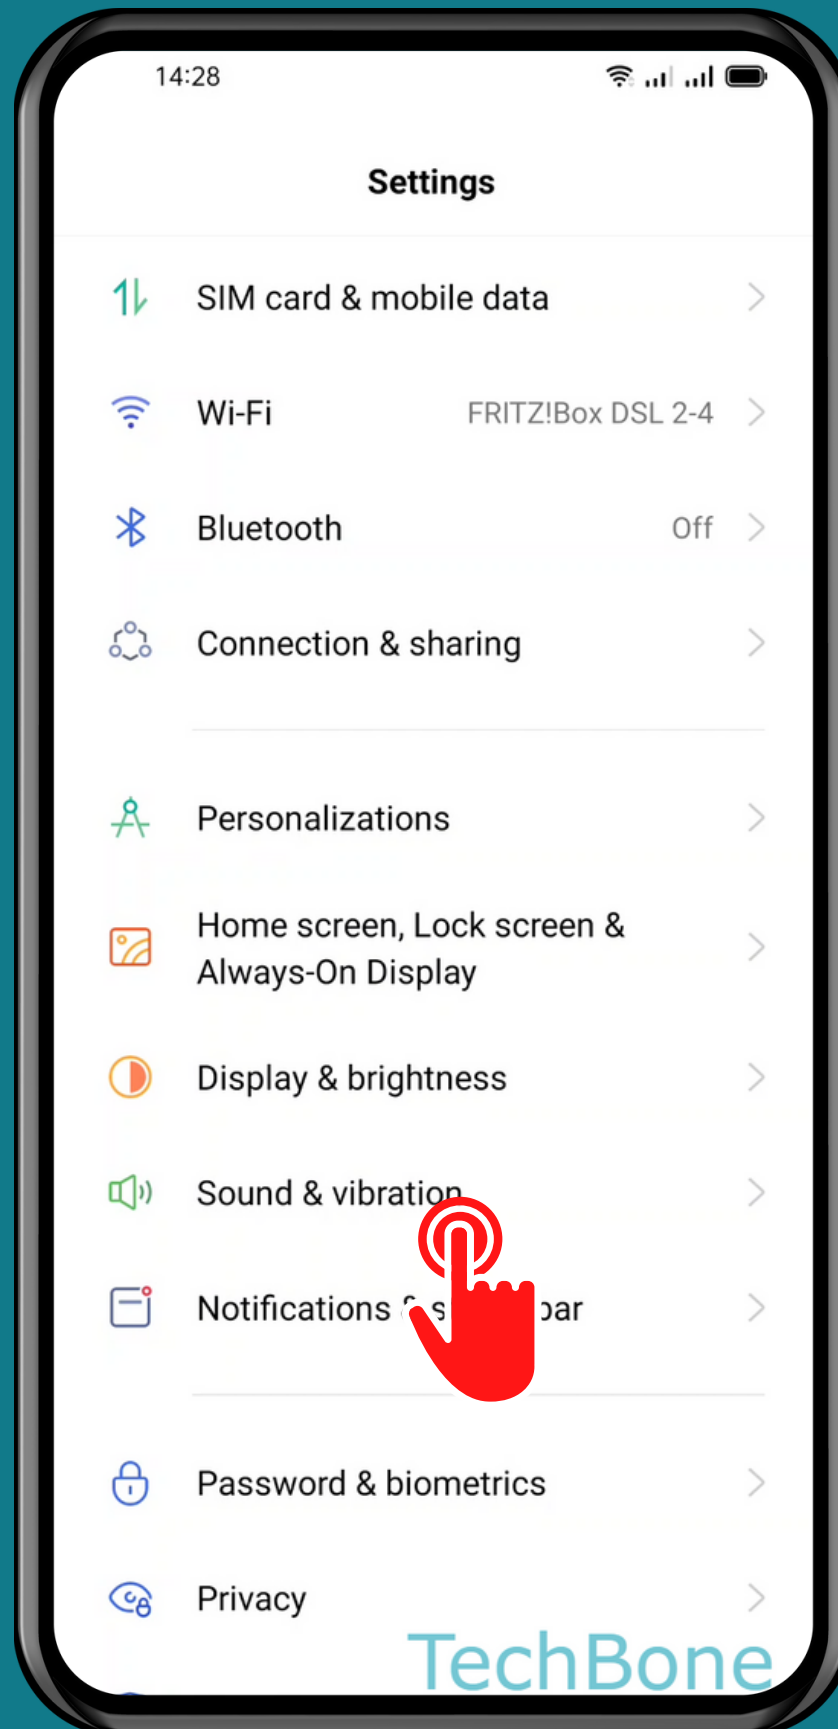 14:28
Settings
SIM card & mobile data
Wi-Fi FRITZ!Box DSL 2-4
Bluetooth Off
Connection & sharing
Personalizations
Home screen, Lock screen &
Always-On Display
Display & brightness
Sound & vibration
Notifications bar
Password & biometrics
Privacy
TechBone